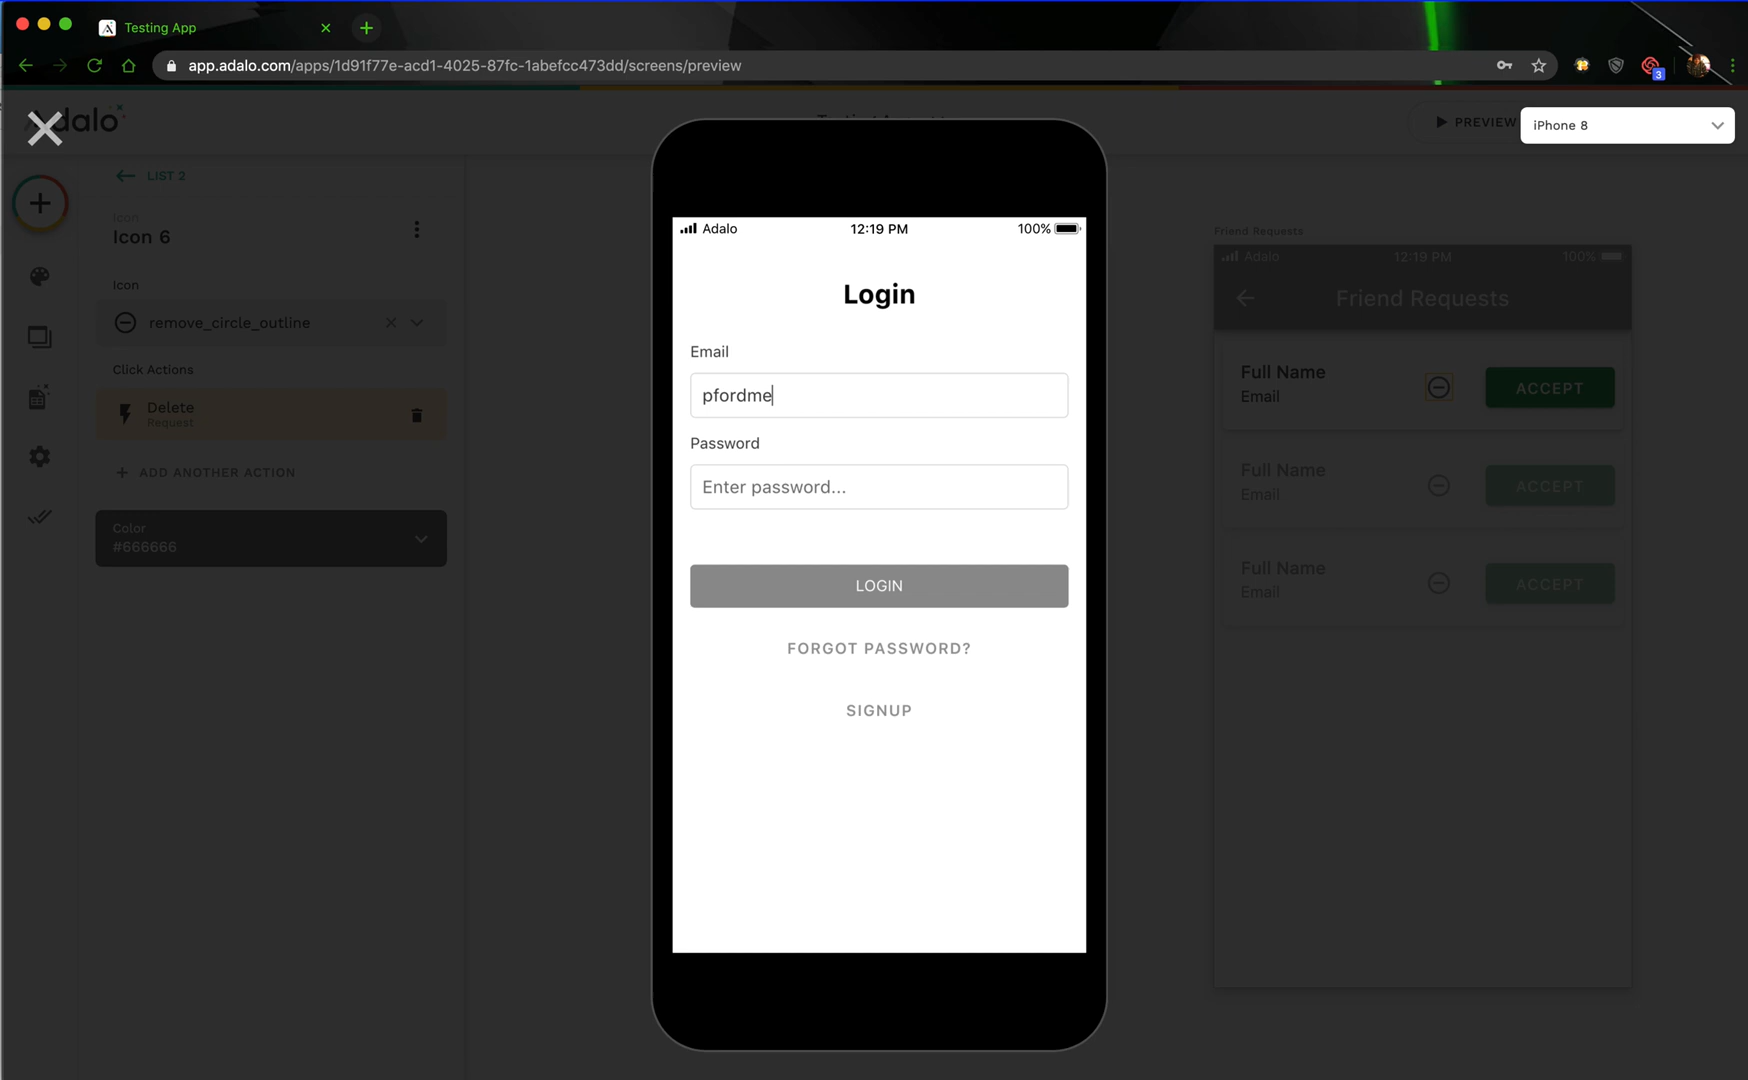 Testing App
app.adalo.com/apps/1d91f77e-acd1-4025-87fc-1abefcc473dd/screens/preview
3
PREVIEW
iPhone 8
LIST 2
Icon
Icon 6
Icon
remove_circle_outline
Click Actions
Delete
Request
ADD ANOTHER ACTION
Color
#666666
Adalo
12:19 PM
100%
Login
Email
pfordme
Password
Enter password...
LOGIN
FORGOT PASSWORD?
SIGNUP
Friend Requests
Adalo
12:19 PM
100%
Friend Requests
Full Name
Email
ACCEPT
Full Name
Email
ACCEPT
Full Name
Email
ACCEPT